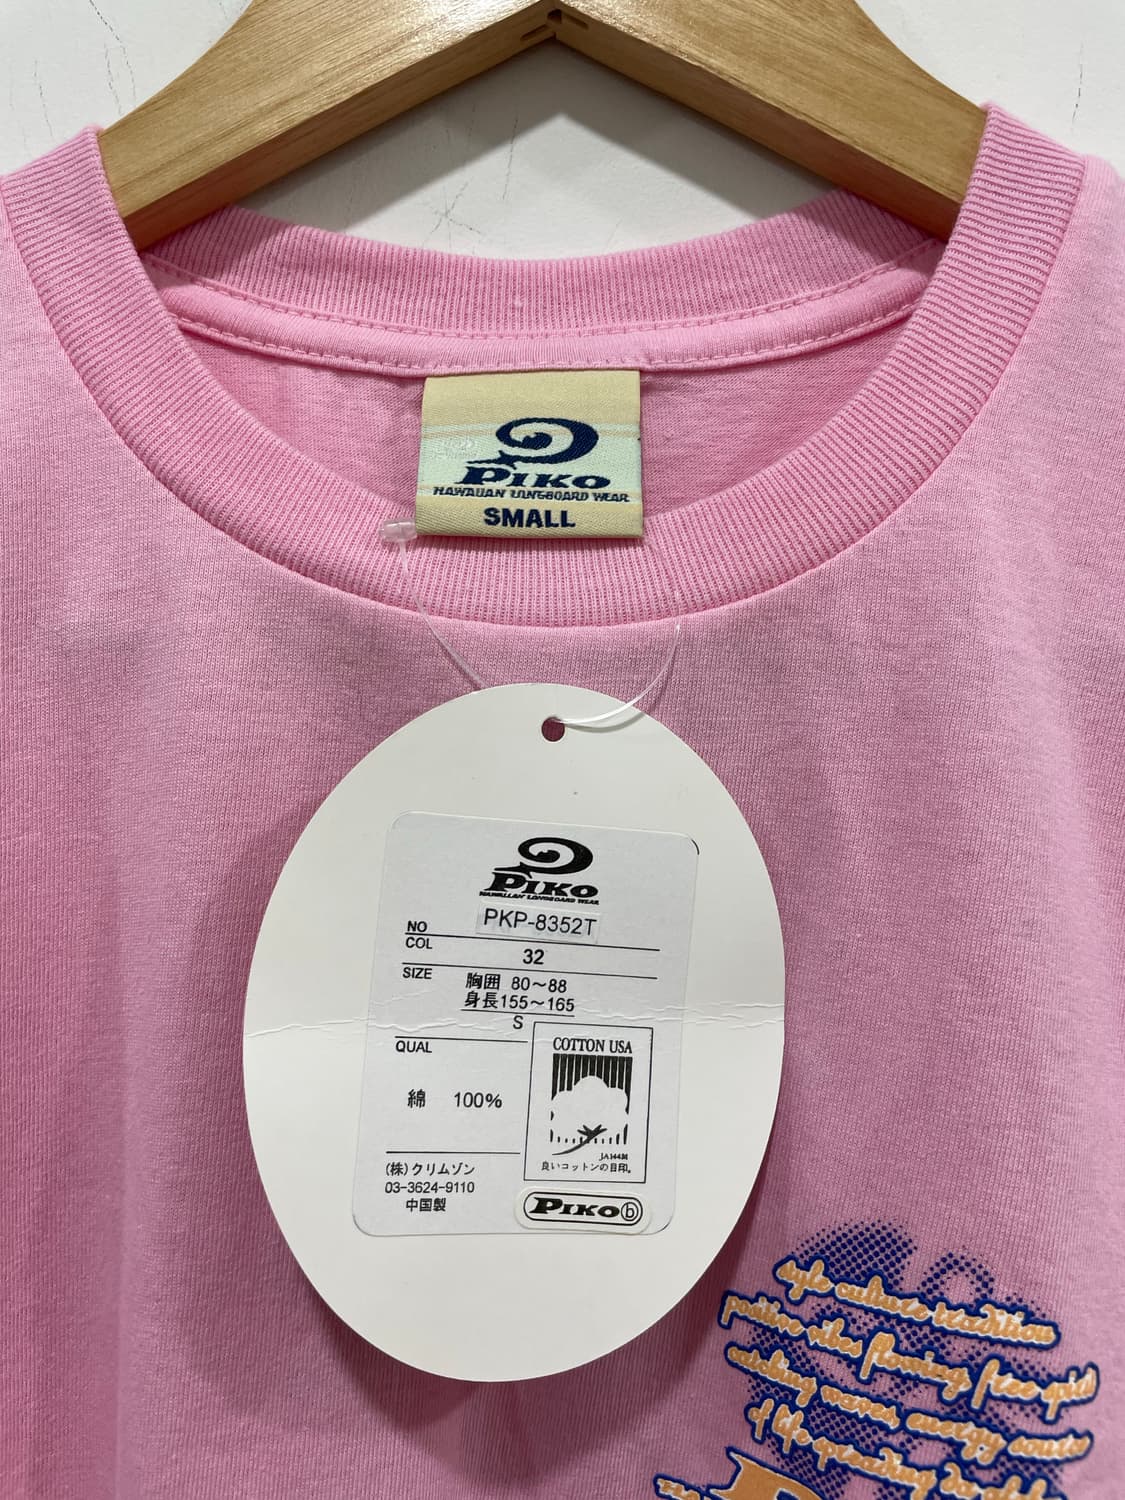 PIKO
HAWAIIAN LONGBOARD WEAR
SMALL
PIKO
HAWAIIAN LONGBOARD WEAR
NO PKP-8352T
COL 32
SIZE 胸囲 80～88
身長155～165
S
QUAL
綿 100%
COTTON USA
良いコットンの目印。
(株)クリムゾン
03-3624-9110
中国製
PIKO b
style culture tradition
positive vibes flowing, free spirit
catching waves, energy source
of life spreading